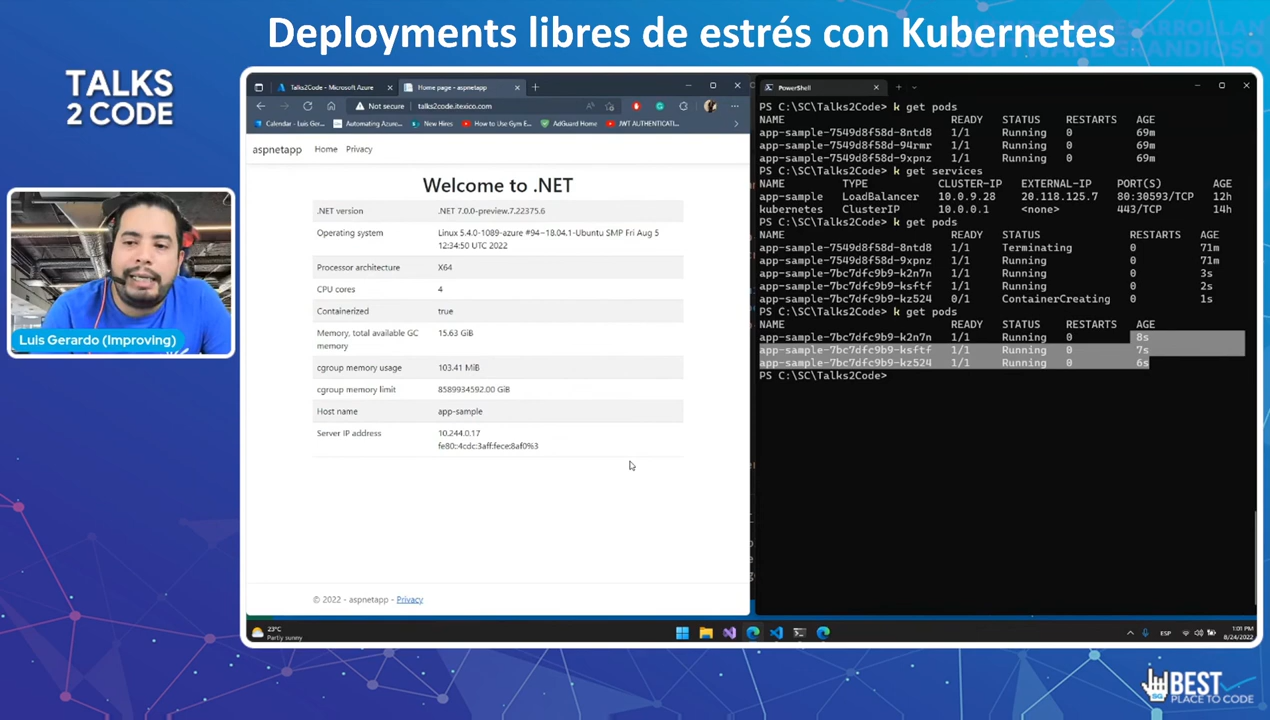 Deployments libres de estrés con Kubernetes
TALKS
2 CODE
Luis Gerardo (Improving)
Talks2Code - Microsoft Azure
Home page - aspnetapp
Not secure
talks2code.itexico.com
Calendar - Luis Ger...
Automating Azure...
New Hires
How to Use Gym E...
AdGuard Home
JWT AUTHENTICATI...
aspnetapp
Home
Privacy
Welcome to .NET
.NET version .NET 7.0.0-preview.7.22375.6
Operating system Linux 5.4.0-1089-azure #94~18.04.1-Ubuntu SMP Fri Aug 5
12:34:50 UTC 2022
Processor architecture X64
CPU cores 4
Containerized true
Memory, total available GC 15.63 GiB
memory
cgroup memory usage 103.41 MiB
cgroup memory limit 8589934592.00 GiB
Host name app-sample
Server IP address 10.244.0.17
fe80::4cdc:3aff:fece:8af0%3
© 2022 - aspnetapp - Privacy
PowerShell
PS C:\SC\Talks2Code> k get pods
NAME READY STATUS RESTARTS AGE
app-sample-7549d8f58d-8ntd8 1/1 Running 0 69m
app-sample-7549d8f58d-94rmr 1/1 Running 0 69m
app-sample-7549d8f58d-9xpnz 1/1 Running 0 69m
PS C:\SC\Talks2Code> k get services
NAME TYPE CLUSTER-IP EXTERNAL-IP PORT(S) AGE
app-sample LoadBalancer 10.0.9.28 20.118.125.7 80:30593/TCP 12h
kubernetes ClusterIP 10.0.0.1 <none> 443/TCP 14h
PS C:\SC\Talks2Code> k get pods
NAME READY STATUS RESTARTS AGE
app-sample-7549d8f58d-8ntd8 1/1 Terminating 0 71m
app-sample-7549d8f58d-9xpnz 1/1 Running 0 71m
app-sample-7bc7dfc9b9-k2n7n 1/1 Running 0 3s
app-sample-7bc7dfc9b9-ksftf 1/1 Running 0 2s
app-sample-7bc7dfc9b9-kz524 0/1 ContainerCreating 0 1s
PS C:\SC\Talks2Code> k get pods
NAME READY STATUS RESTARTS AGE
app-sample-7bc7dfc9b9-k2n7n 1/1 Running 0 8s
app-sample-7bc7dfc9b9-ksftf 1/1 Running 0 7s
app-sample-7bc7dfc9b9-kz524 1/1 Running 0 6s
PS C:\SC\Talks2Code>
23°C
Partly sunny
ESP
1:01 PM
8/24/2022
SG
BEST
PLACE TO CODE